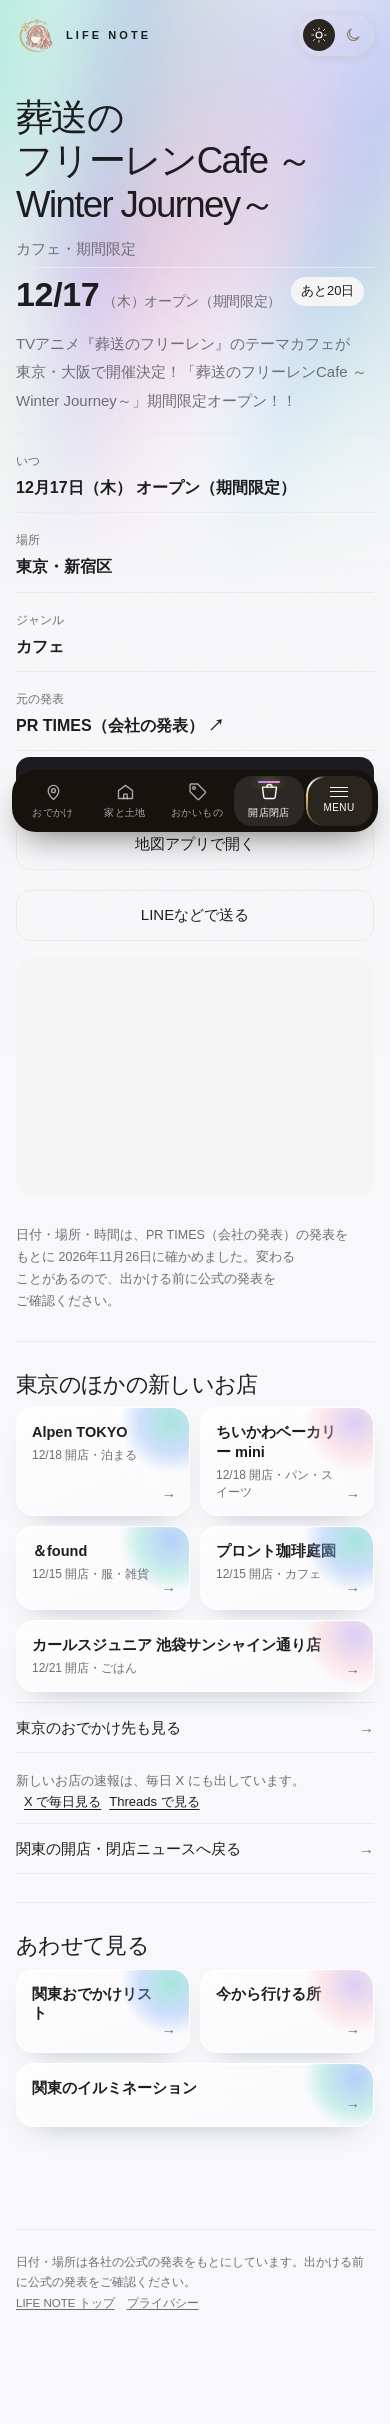 LIFE NOTE
葬送の
フリーレンCafe ～
Winter Journey～
カフェ・期間限定
12/17 （木）オープン（期間限定） あと20日
TVアニメ『葬送のフリーレン』のテーマカフェが
東京・大阪で開催決定！「葬送のフリーレンCafe ～
Winter Journey～」期間限定オープン！！
いつ
12月17日（木） オープン（期間限定）
場所
東京・新宿区
ジャンル
カフェ
元の発表
PR TIMES（会社の発表） ↗
おでかけ 家と土地 おかいもの 開店閉店 MENU
地図アプリで開く
LINEなどで送る
日付・場所・時間は、PR TIMES（会社の発表）の発表を
もとに 2026年11月26日に確かめました。変わる
ことがあるので、出かける前に公式の発表を
ご確認ください。
東京のほかの新しいお店
Alpen TOKYO
12/18 開店・泊まる
→
ちいかわベーカリ
ー mini
12/18 開店・パン・ス
イーツ
→
＆found
12/15 開店・服・雑貨
→
プロント珈琲庭園
12/15 開店・カフェ
→
カールスジュニア 池袋サンシャイン通り店
12/21 開店・ごはん
→
東京のおでかけ先も見る →
新しいお店の速報は、毎日 X にも出しています。
X で毎日見る Threads で見る
関東の開店・閉店ニュースへ戻る →
あわせて見る
関東おでかけリス
ト
→
今から行ける所
→
関東のイルミネーション
→
日付・場所は各社の公式の発表をもとにしています。出かける前
に公式の発表をご確認ください。
LIFE NOTE トップ プライバシー